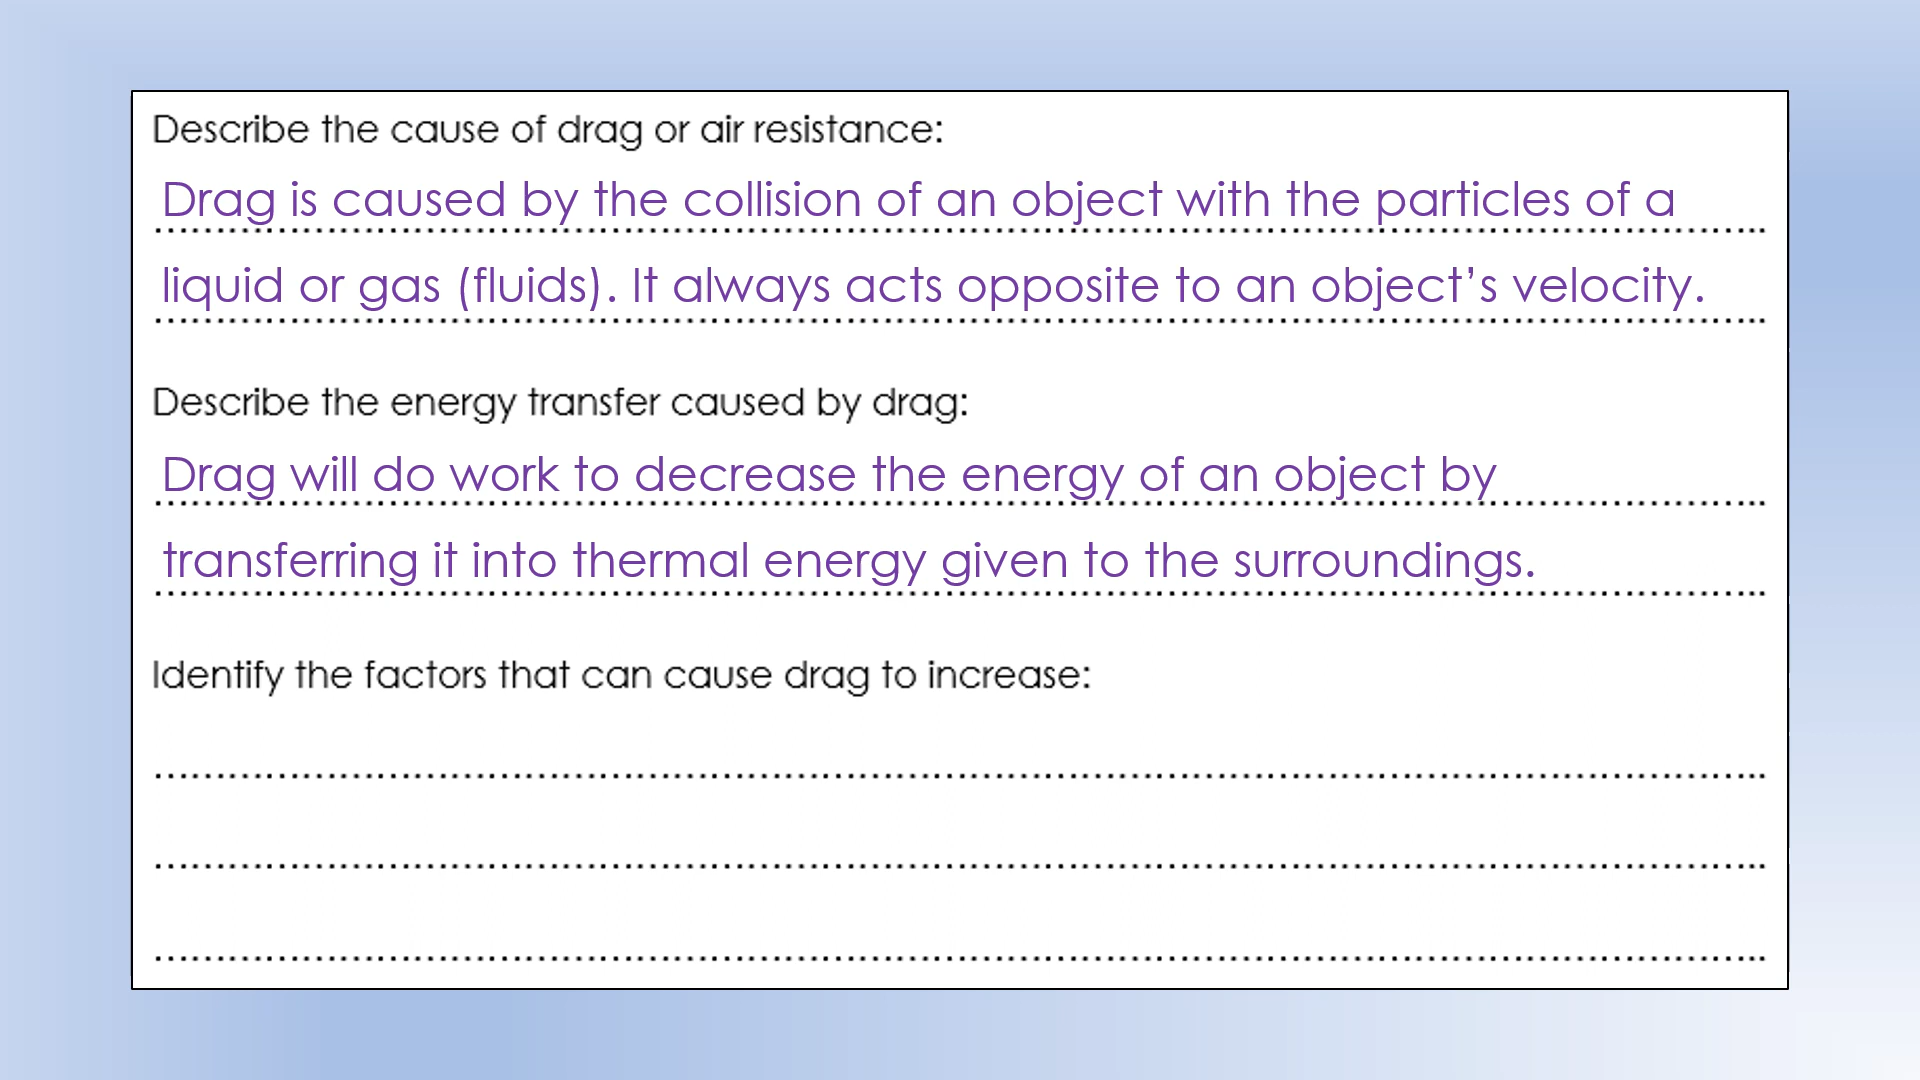 Describe the cause of drag or air resistance:
Drag is caused by the collision of an object with the particles of a
liquid or gas (fluids). It always acts opposite to an object’s velocity.
Describe the energy transfer caused by drag:
Drag will do work to decrease the energy of an object by
transferring it into thermal energy given to the surroundings.
Identify the factors that can cause drag to increase: